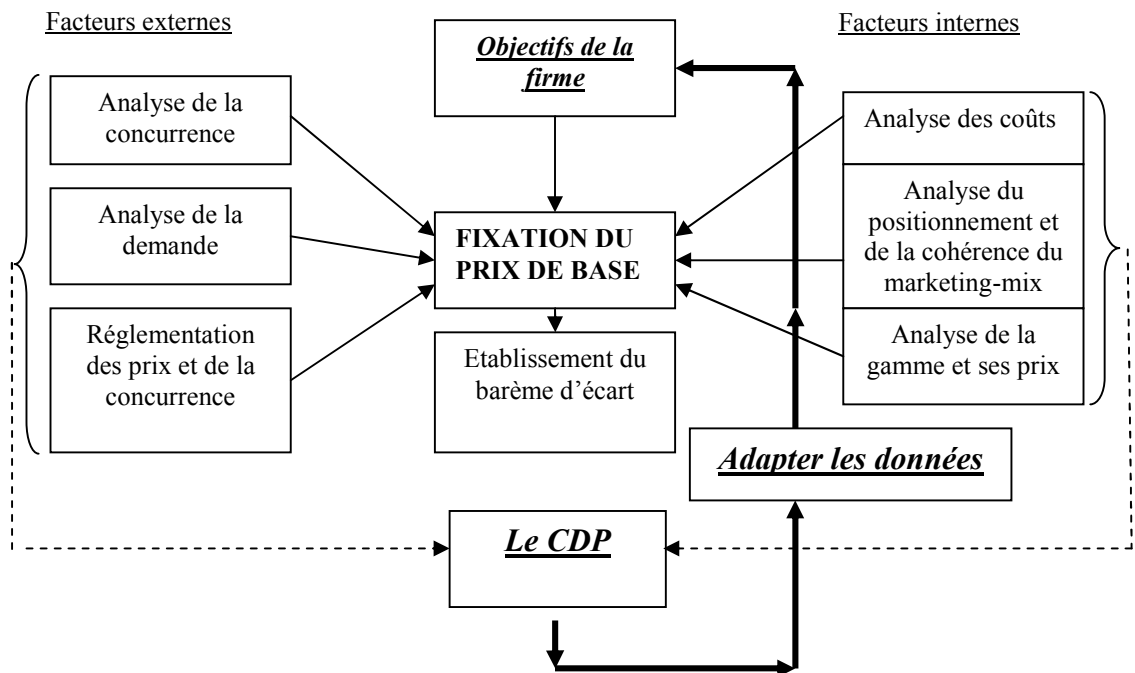 Facteurs externes
Facteurs internes
Objectifs de la
firme
Analyse de la
concurrence
Analyse de la
demande
Réglementation
des prix et de la
concurrence
FIXATION DU
PRIX DE BASE
Etablissement du
barème d’écart
Analyse des coûts
Analyse du
positionnement et
de la cohérence du
marketing-mix
Analyse de la
gamme et ses prix
Adapter les données
Le CDP